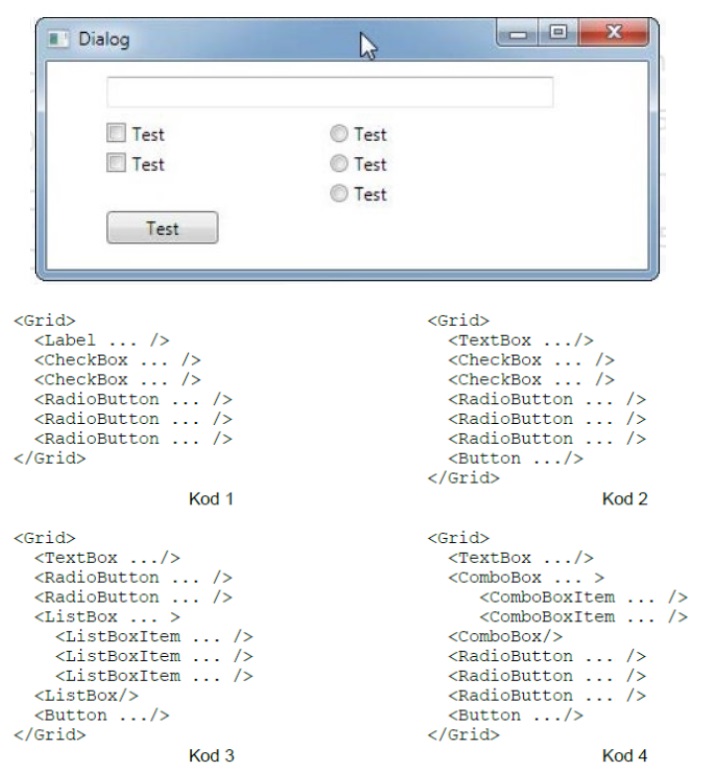 Dialog
Test
Test
Test
Test
Test
Test
<Grid>
<Label ... />
<CheckBox ... />
<CheckBox ... />
<RadioButton ... />
<RadioButton ... />
<RadioButton ... />
</Grid>
Kod 1
<Grid>
<TextBox .../>
<CheckBox ... />
<CheckBox ... />
<RadioButton ... />
<RadioButton ... />
<RadioButton ... />
<Button .../>
</Grid>
Kod 2
<Grid>
<TextBox .../>
<RadioButton ... />
<RadioButton ... />
<ListBox ... >
<ListBoxItem ... />
<ListBoxItem ... />
<ListBoxItem ... />
<ListBox/>
<Button .../>
</Grid>
Kod 3
<Grid>
<TextBox .../>
<ComboBox ... >
<ComboBoxItem ... />
<ComboBoxItem ... />
<ComboBox/>
<RadioButton ... />
<RadioButton ... />
<RadioButton ... />
<Button .../>
</Grid>
Kod 4